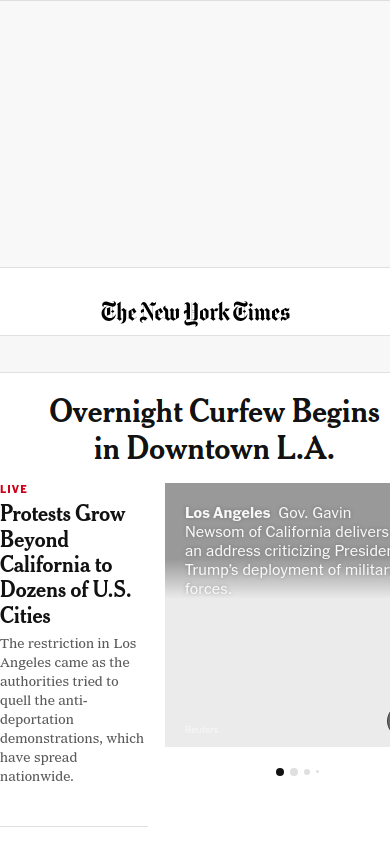 The New York Times
Overnight Curfew Begins
in Downtown L.A.
LIVE
Protests Grow
Beyond
California to
Dozens of U.S.
Cities
The restriction in Los
Angeles came as the
authorities tried to
quell the anti-
deportation
demonstrations, which
have spread
nationwide.
Los Angeles Gov. Gavin
Newsom of California delivers
an address criticizing Presiden
Trump's deployment of militar
forces.
Reuters